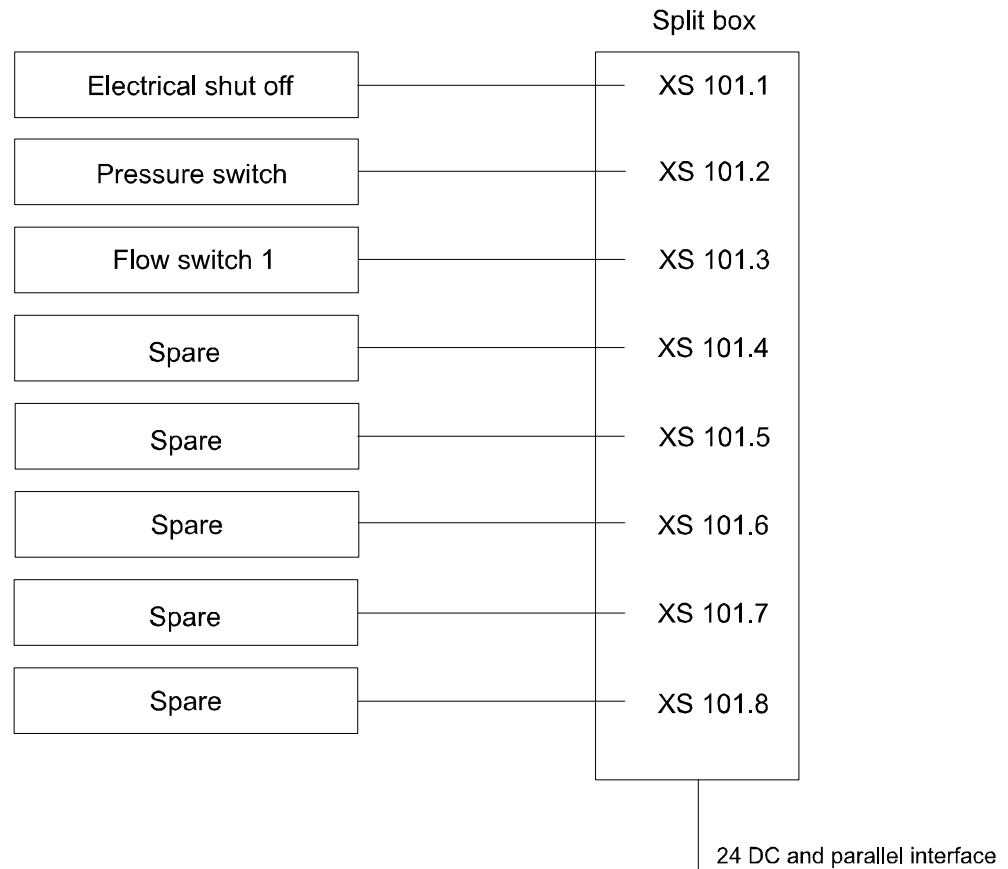 Split box
Electrical shut off
XS 101.1
Pressure switch
XS 101.2
Flow switch 1
XS 101.3
Spare
XS 101.4
Spare
XS 101.5
Spare
XS 101.6
Spare
XS 101.7
Spare
XS 101.8
24 DC and parallel interface